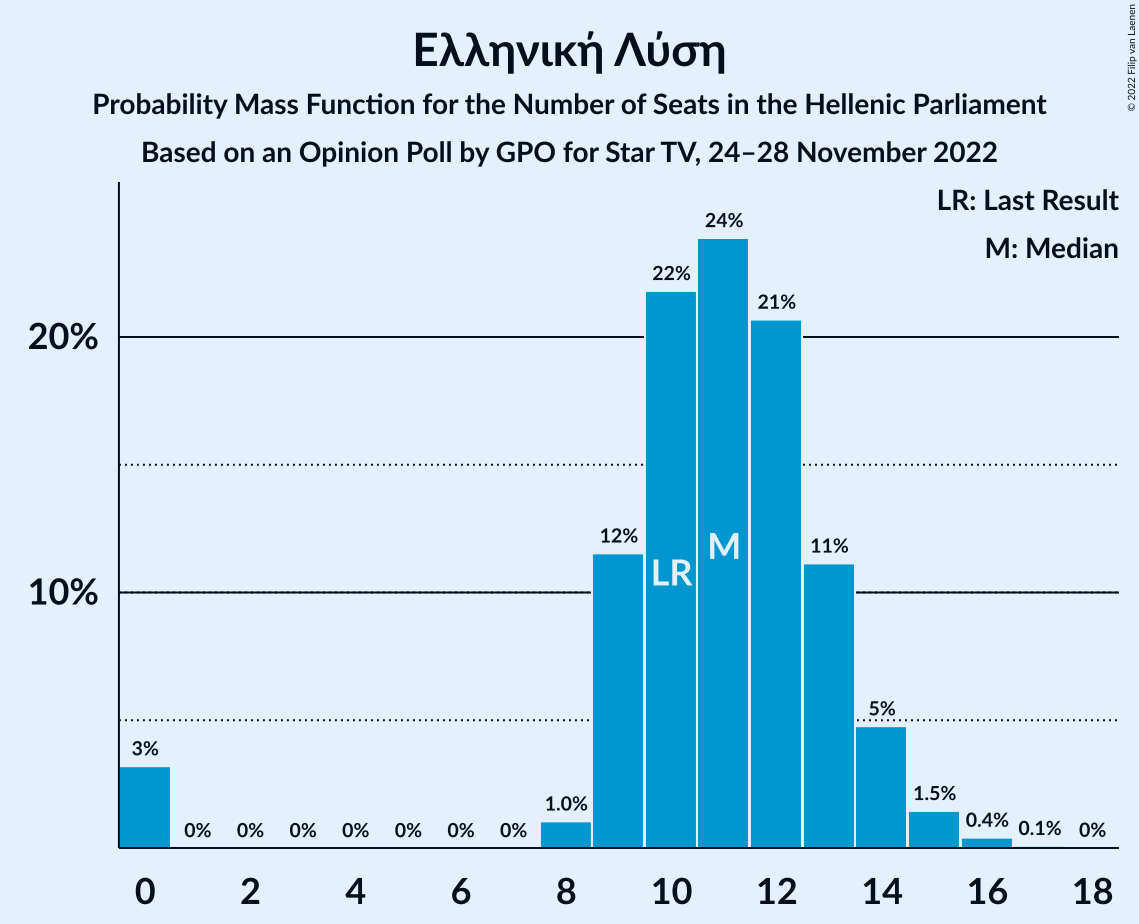 Ελληνική Λύση
Probability Mass Function for the Number of Seats in the Hellenic Parliament
Based on an Opinion Poll by GPO for Star TV, 24–28 November 2022
© 2022 Filip van Laenen
LR: Last Result
M: Median
20%
10%
3%
0%
0%
0%
0%
0%
0%
0%
1.0%
12%
22%
24%
21%
11%
5%
1.5%
0.4%
0.1%
0%
LR
M
0 2 4 6 8 10 12 14 16 18